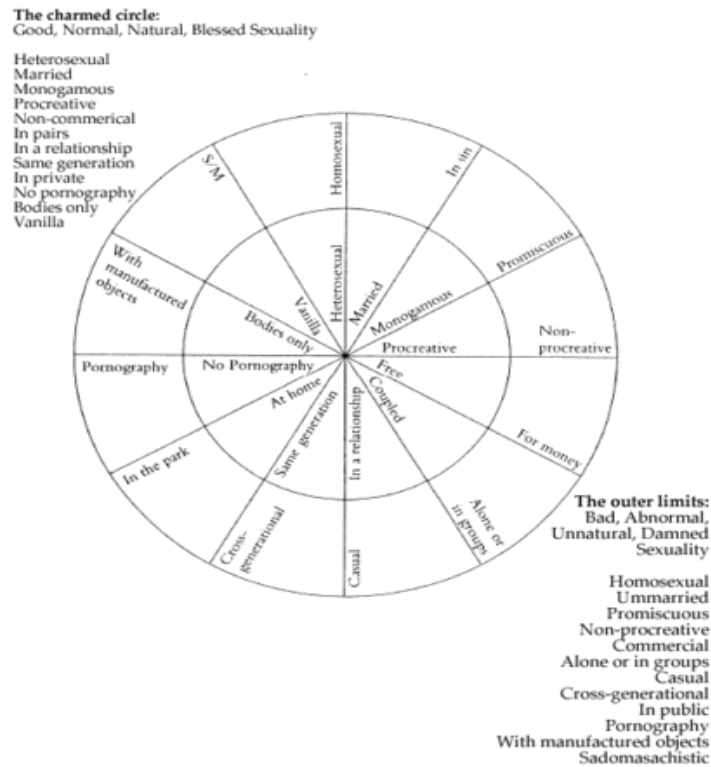 The charmed circle:
Good, Normal, Natural, Blessed Sexuality
Heterosexual
Married
Monogamous
Procreative
Non-commerical
In pairs
In a relationship
Same generation
In private
No pornography
Bodies only
Vanilla
S/M
Homosexual
In sin
Promiscuous
With
manufactured
objects
Vanilla
Heterosexual
Married
Monogamous
Bodies only
Procreative
Non-
procreative
Pornography
No Pornography
Free
At home
Coupled
In the park
Same generation
In a relationship
For money
Cross-
generational
Casual
Alone or
in groups
The outer limits:
Bad, Abnormal,
Unnatural, Damned
Sexuality
Homosexual
Ummarried
Promiscuous
Non-procreative
Commercial
Alone or in groups
Casual
Cross-generational
In public
Pornography
With manufactured objects
Sadomasachistic